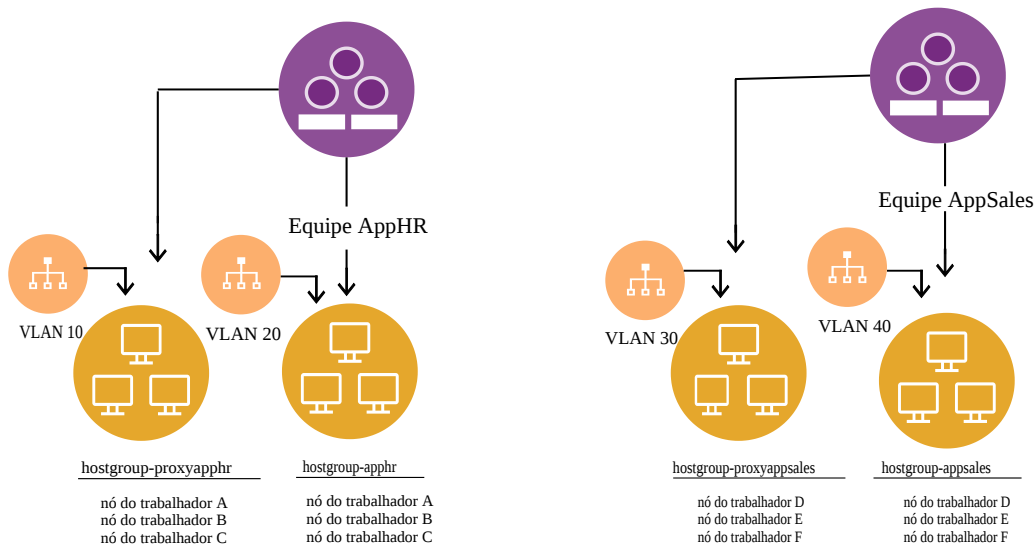 Equipe AppHR
Equipe AppSales
VLAN 10
VLAN 20
VLAN 30
VLAN 40
hostgroup-proxyapphr
nó do trabalhador A
nó do trabalhador B
nó do trabalhador C
hostgroup-apphr
nó do trabalhador A
nó do trabalhador B
nó do trabalhador C
hostgroup-proxyappsales
nó do trabalhador D
nó do trabalhador E
nó do trabalhador F
hostgroup-appsales
nó do trabalhador D
nó do trabalhador E
nó do trabalhador F